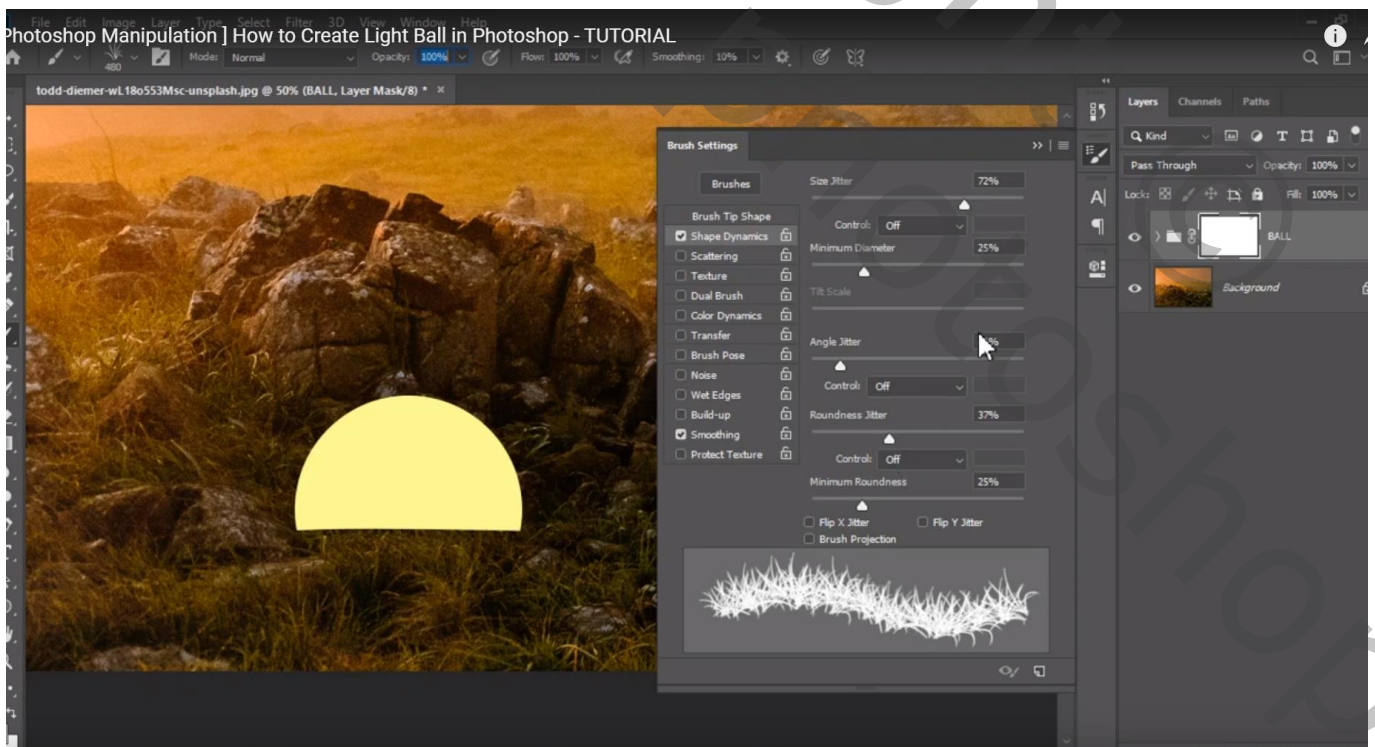 File Edit Image Layer Type Select Filter 3D View Window Help
Photoshop Manipulation ] How to Create Light Ball in Photoshop - TUTORIAL
480
Mode: Normal Opacity: 100% Flow: 100% Smoothing: 10%
todd-diemer-wL18o553Msc-unsplash.jpg @ 50% (BALL, Layer Mask/8) *
Brush Settings
Brushes
Brush Tip Shape
Shape Dynamics
Scattering
Texture
Dual Brush
Color Dynamics
Transfer
Brush Pose
Noise
Wet Edges
Build-up
Smoothing
Protect Texture
Size Jitter 72%
Control: Off
Minimum Diameter 25%
Tilt Scale
Angle Jitter
Control: Off
Roundness Jitter 37%
Control: Off
Minimum Roundness 25%
Flip X Jitter Flip Y Jitter
Brush Projection
Layers Channels Paths
Kind
Pass Through Opacity: 100%
Lock: Fill: 100%
BALL
Background
photoshop